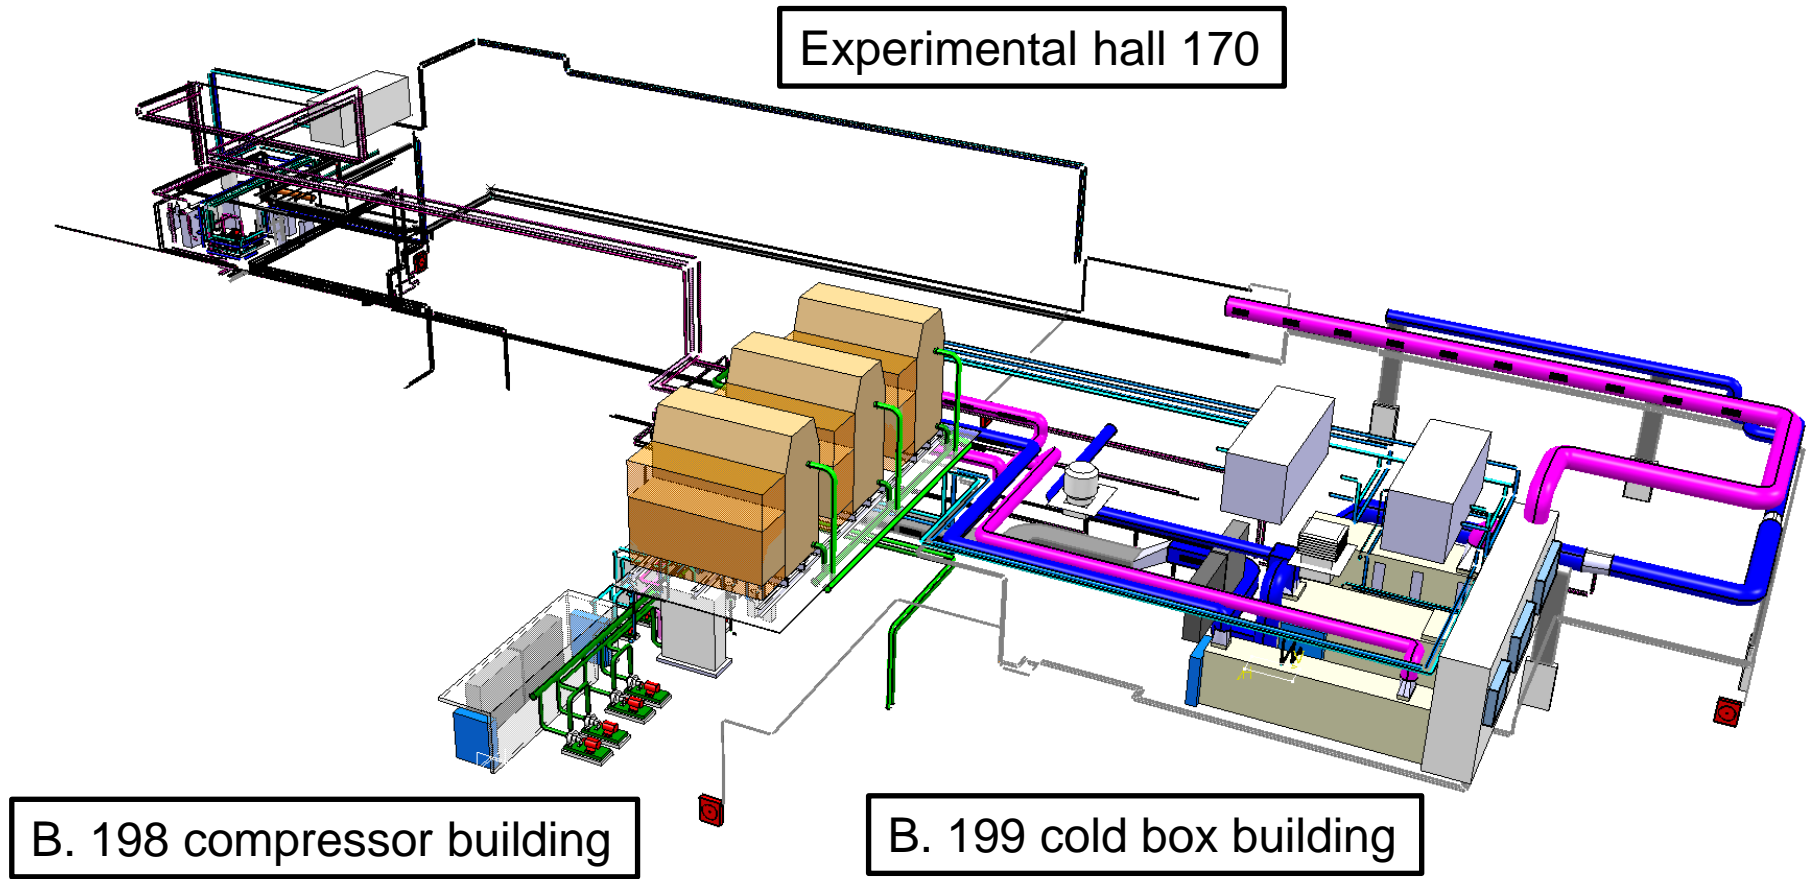 Experimental hall 170
B. 198 compressor building
B. 199 cold box building